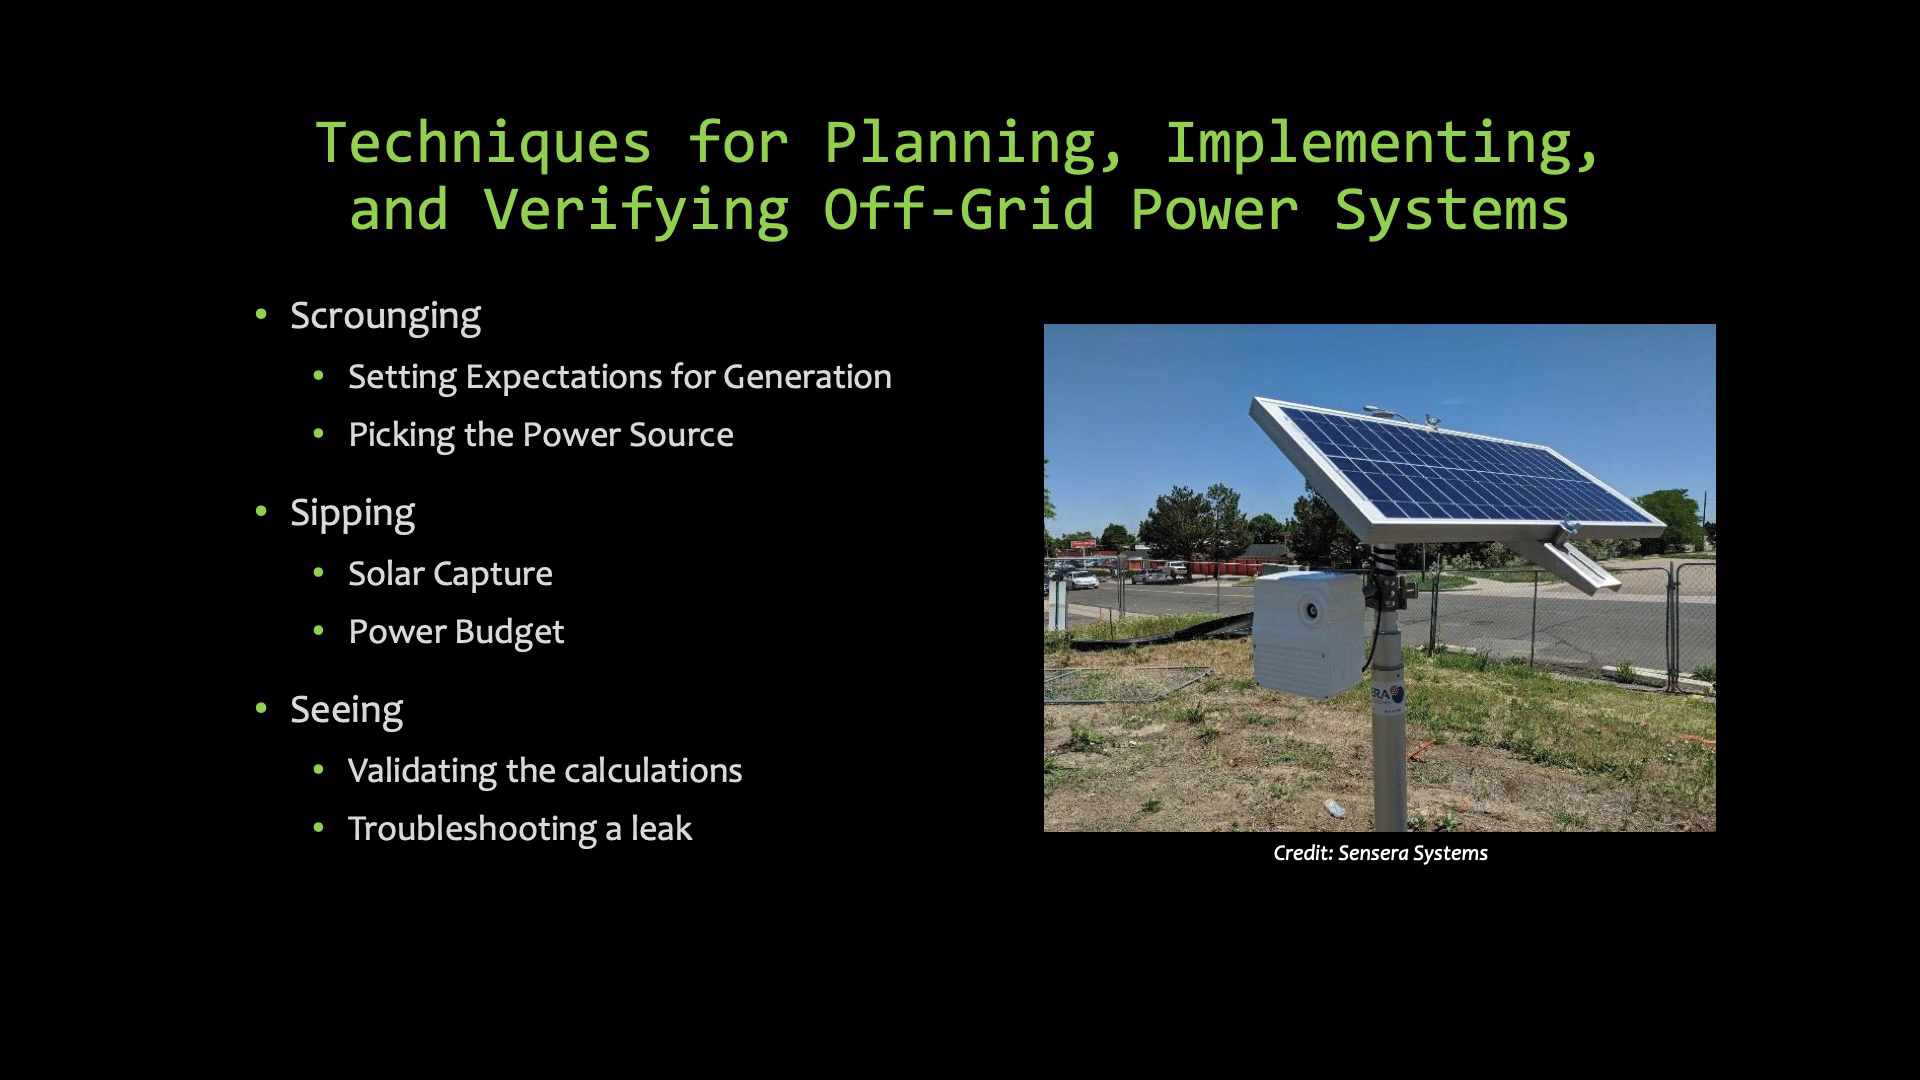 Techniques for Planning, Implementing,
and Verifying Off-Grid Power Systems
• Scrounging
• Setting Expectations for Generation
• Picking the Power Source
• Sipping
• Solar Capture
• Power Budget
• Seeing
• Validating the calculations
• Troubleshooting a leak
Credit: Sensera Systems